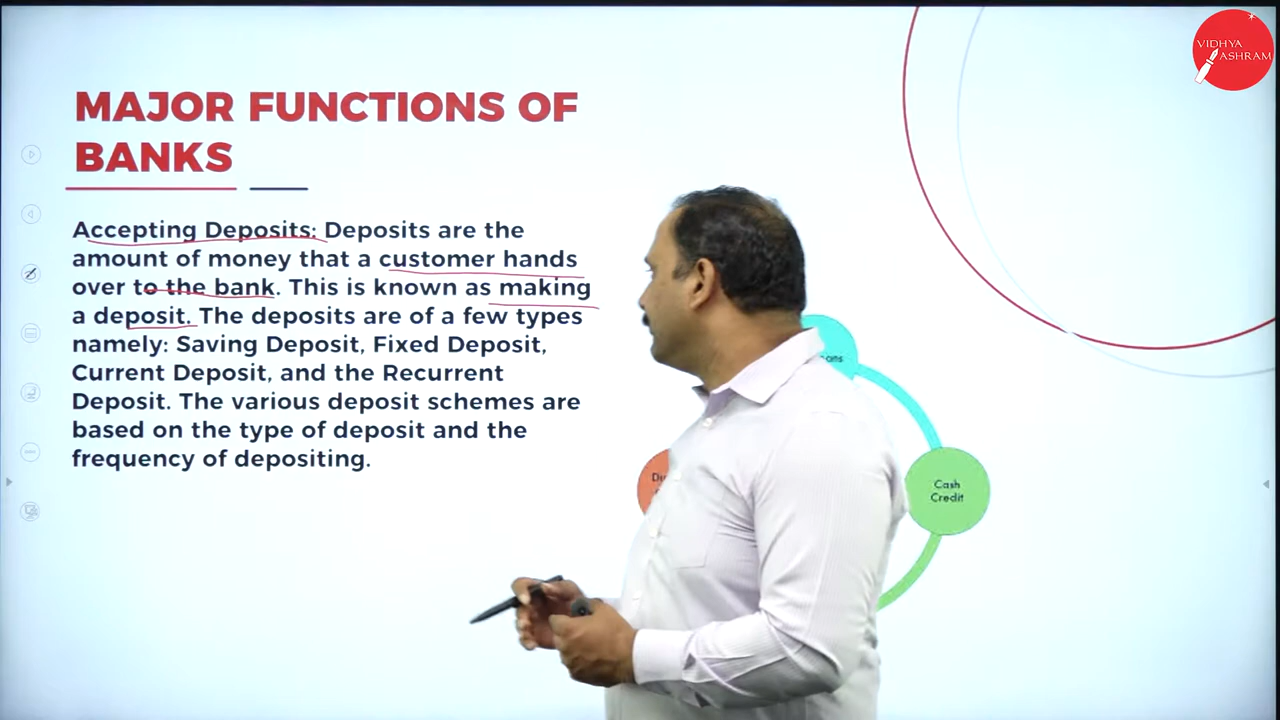 VIDHYA
ASHRAM
MAJOR FUNCTIONS OF
BANKS
Accepting Deposits: Deposits are the
amount of money that a customer hands
over to the bank. This is known as making
a deposit. The deposits are of a few types
namely: Saving Deposit, Fixed Deposit,
Current Deposit, and the Recurrent
Deposit. The various deposit schemes are
based on the type of deposit and the
frequency of depositing.
Cash
Credit